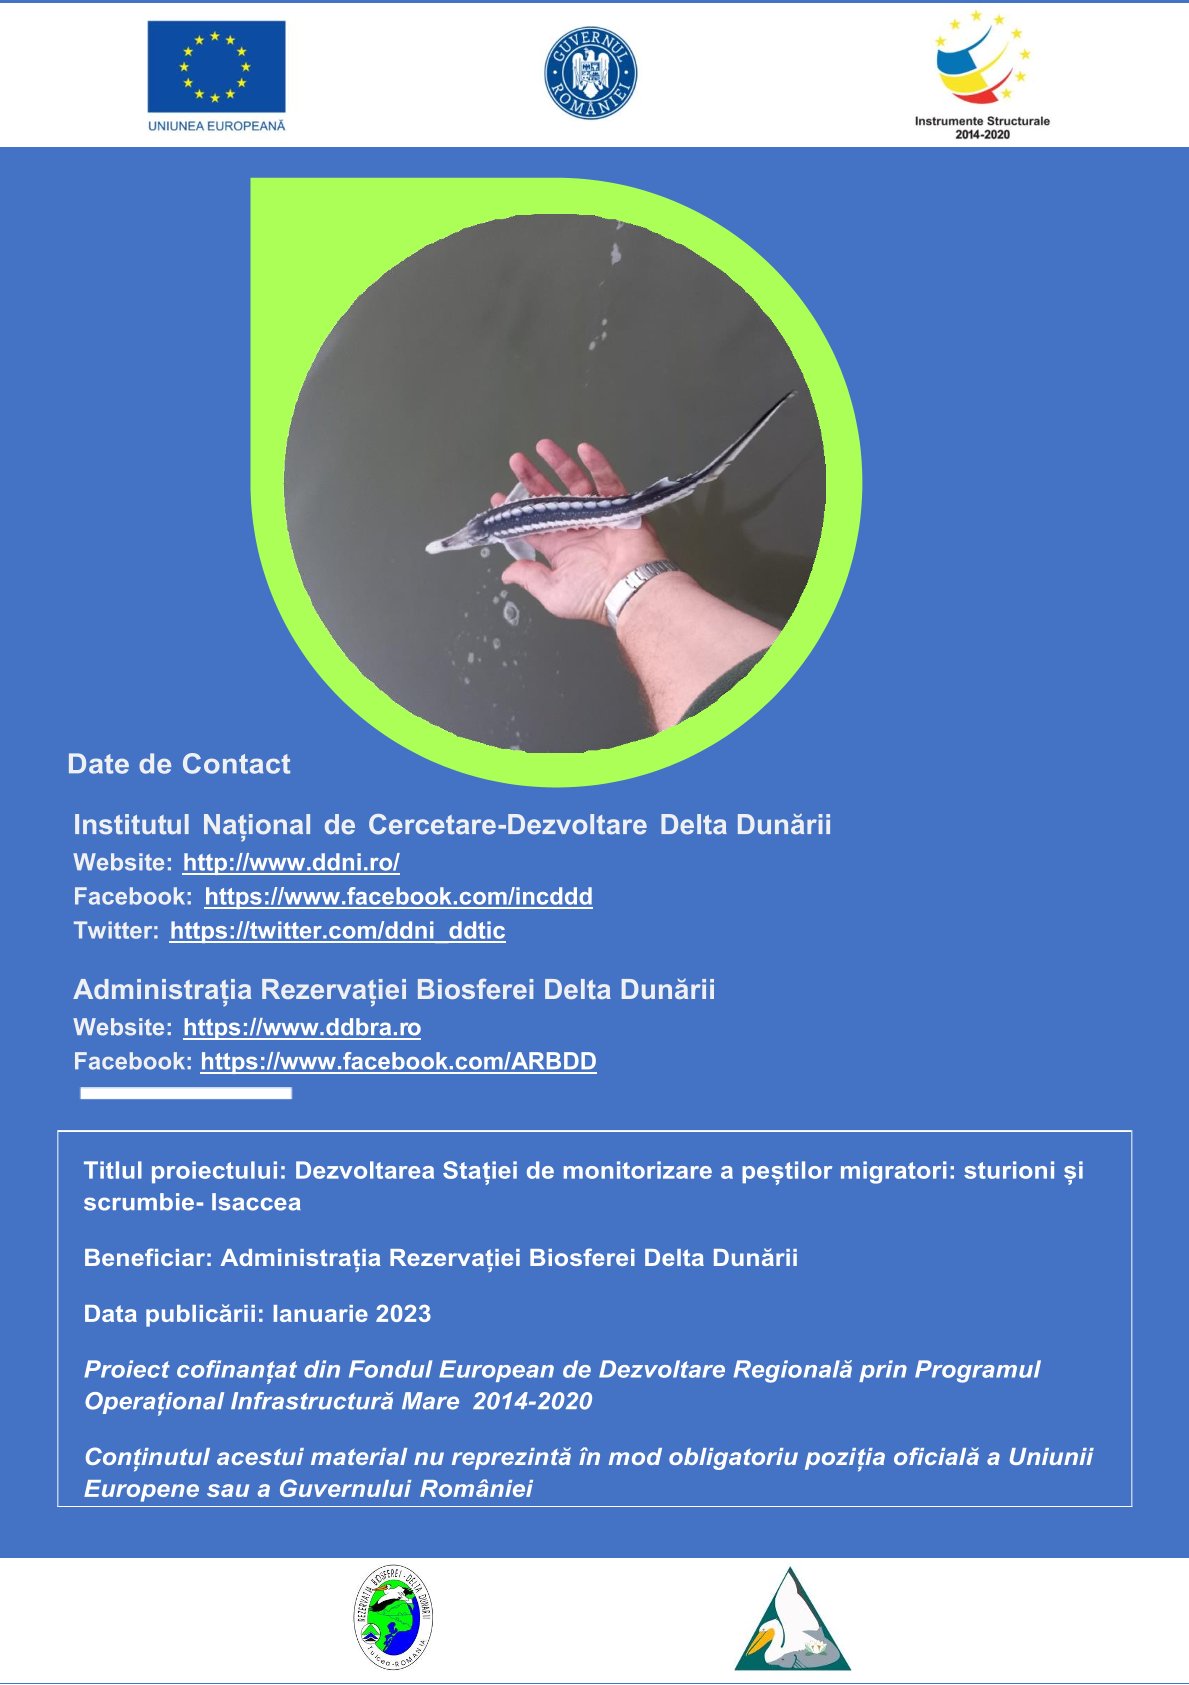 UNIUNEA EUROPEANĂ
GUVERNUL ROMÂNIEI
Instrumente Structurale
2014-2020
Date de Contact
Institutul Național de Cercetare-Dezvoltare Delta Dunării
Website: http://www.ddni.ro/
Facebook: https://www.facebook.com/incddd
Twitter: https://twitter.com/ddni_ddtic
Administrația Rezervației Biosferei Delta Dunării
Website: https://www.ddbra.ro
Facebook: https://www.facebook.com/ARBDD
Titlul proiectului: Dezvoltarea Stației de monitorizare a peștilor migratori: sturioni și
scrumbie- Isaccea
Beneficiar: Administrația Rezervației Biosferei Delta Dunării
Data publicării: Ianuarie 2023
Proiect cofinanțat din Fondul European de Dezvoltare Regională prin Programul
Operațional Infrastructură Mare 2014-2020
Conținutul acestui material nu reprezintă în mod obligatoriu poziția oficială a Uniunii
Europene sau a Guvernului României
REZERVAȚIA BIOSFEREI - DELTA DUNĂRII
Tulcea-ROMANIA